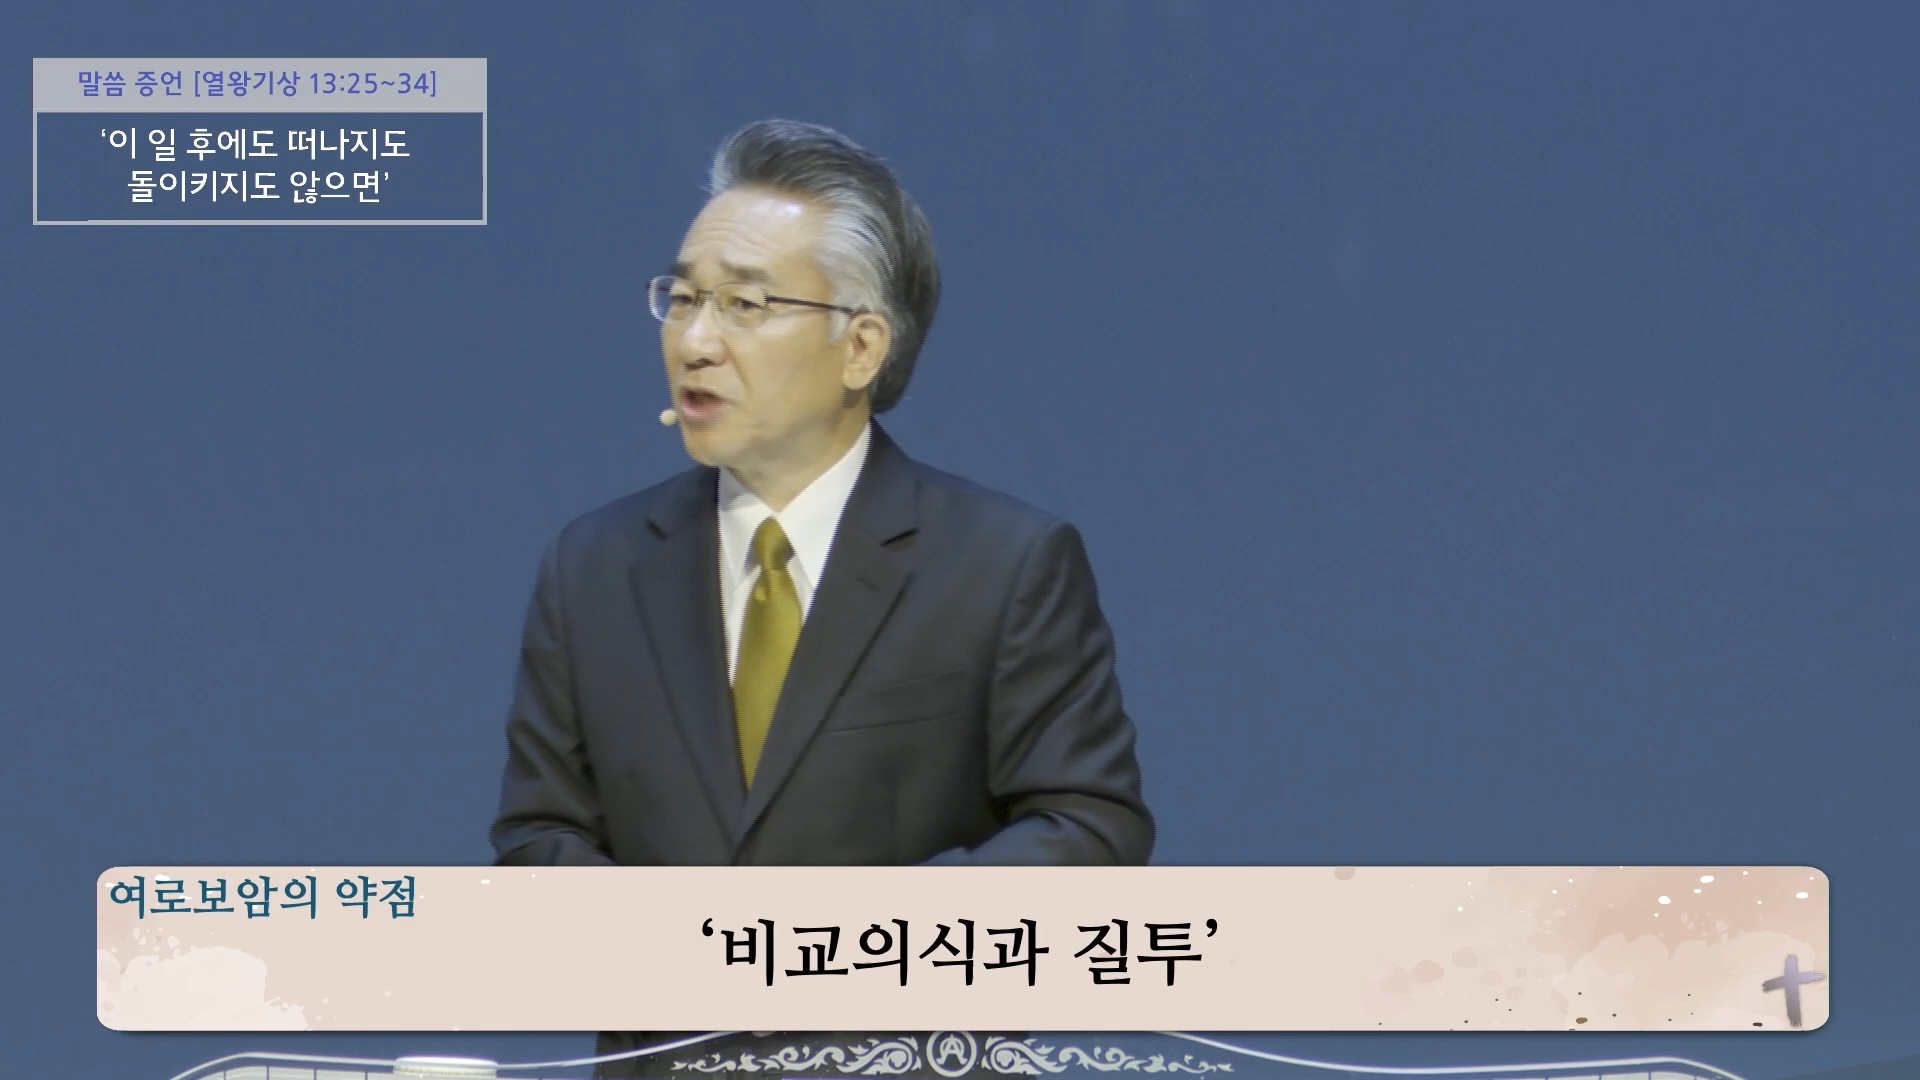 말씀 증언 [열왕기상 13:25~34]
‘이 일 후에도 떠나지도
돌이키지도 않으면’
여로보암의 약점
‘비교의식과 질투’